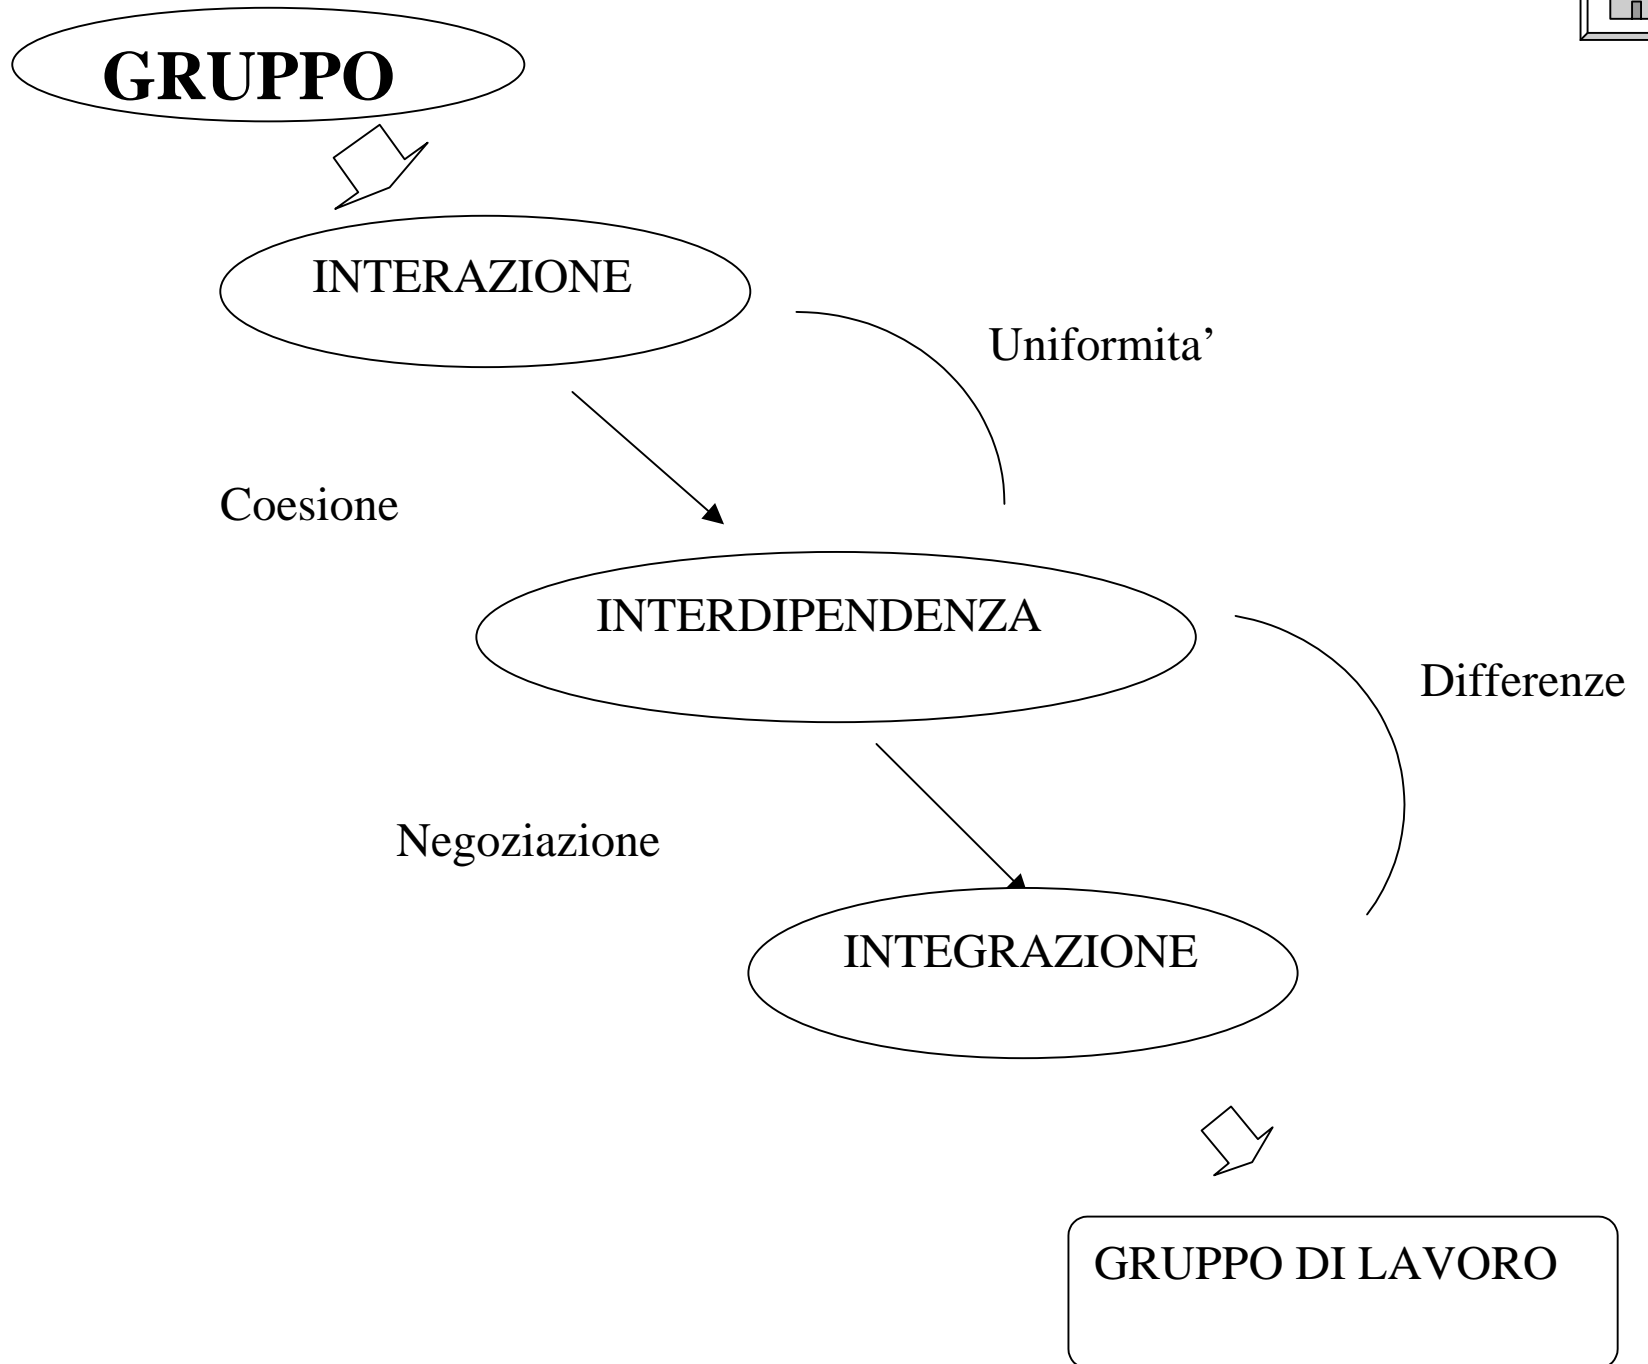 GRUPPO
INTERAZIONE
Uniformita’
Coesione
INTERDIPENDENZA
Differenze
Negoziazione
INTEGRAZIONE
GRUPPO DI LAVORO